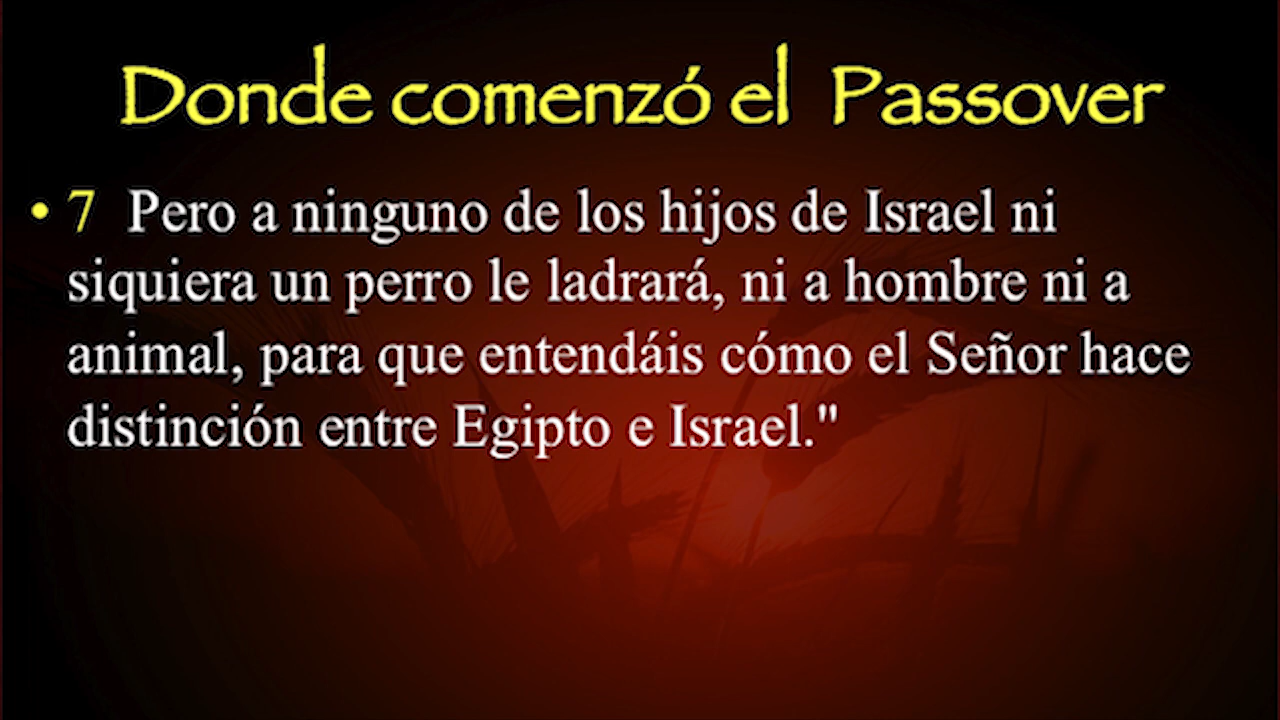 Donde comenzó el Passover
• 7 Pero a ninguno de los hijos de Israel ni
siquiera un perro le ladrará, ni a hombre ni a
animal, para que entendáis cómo el Señor hace
distinción entre Egipto e Israel."